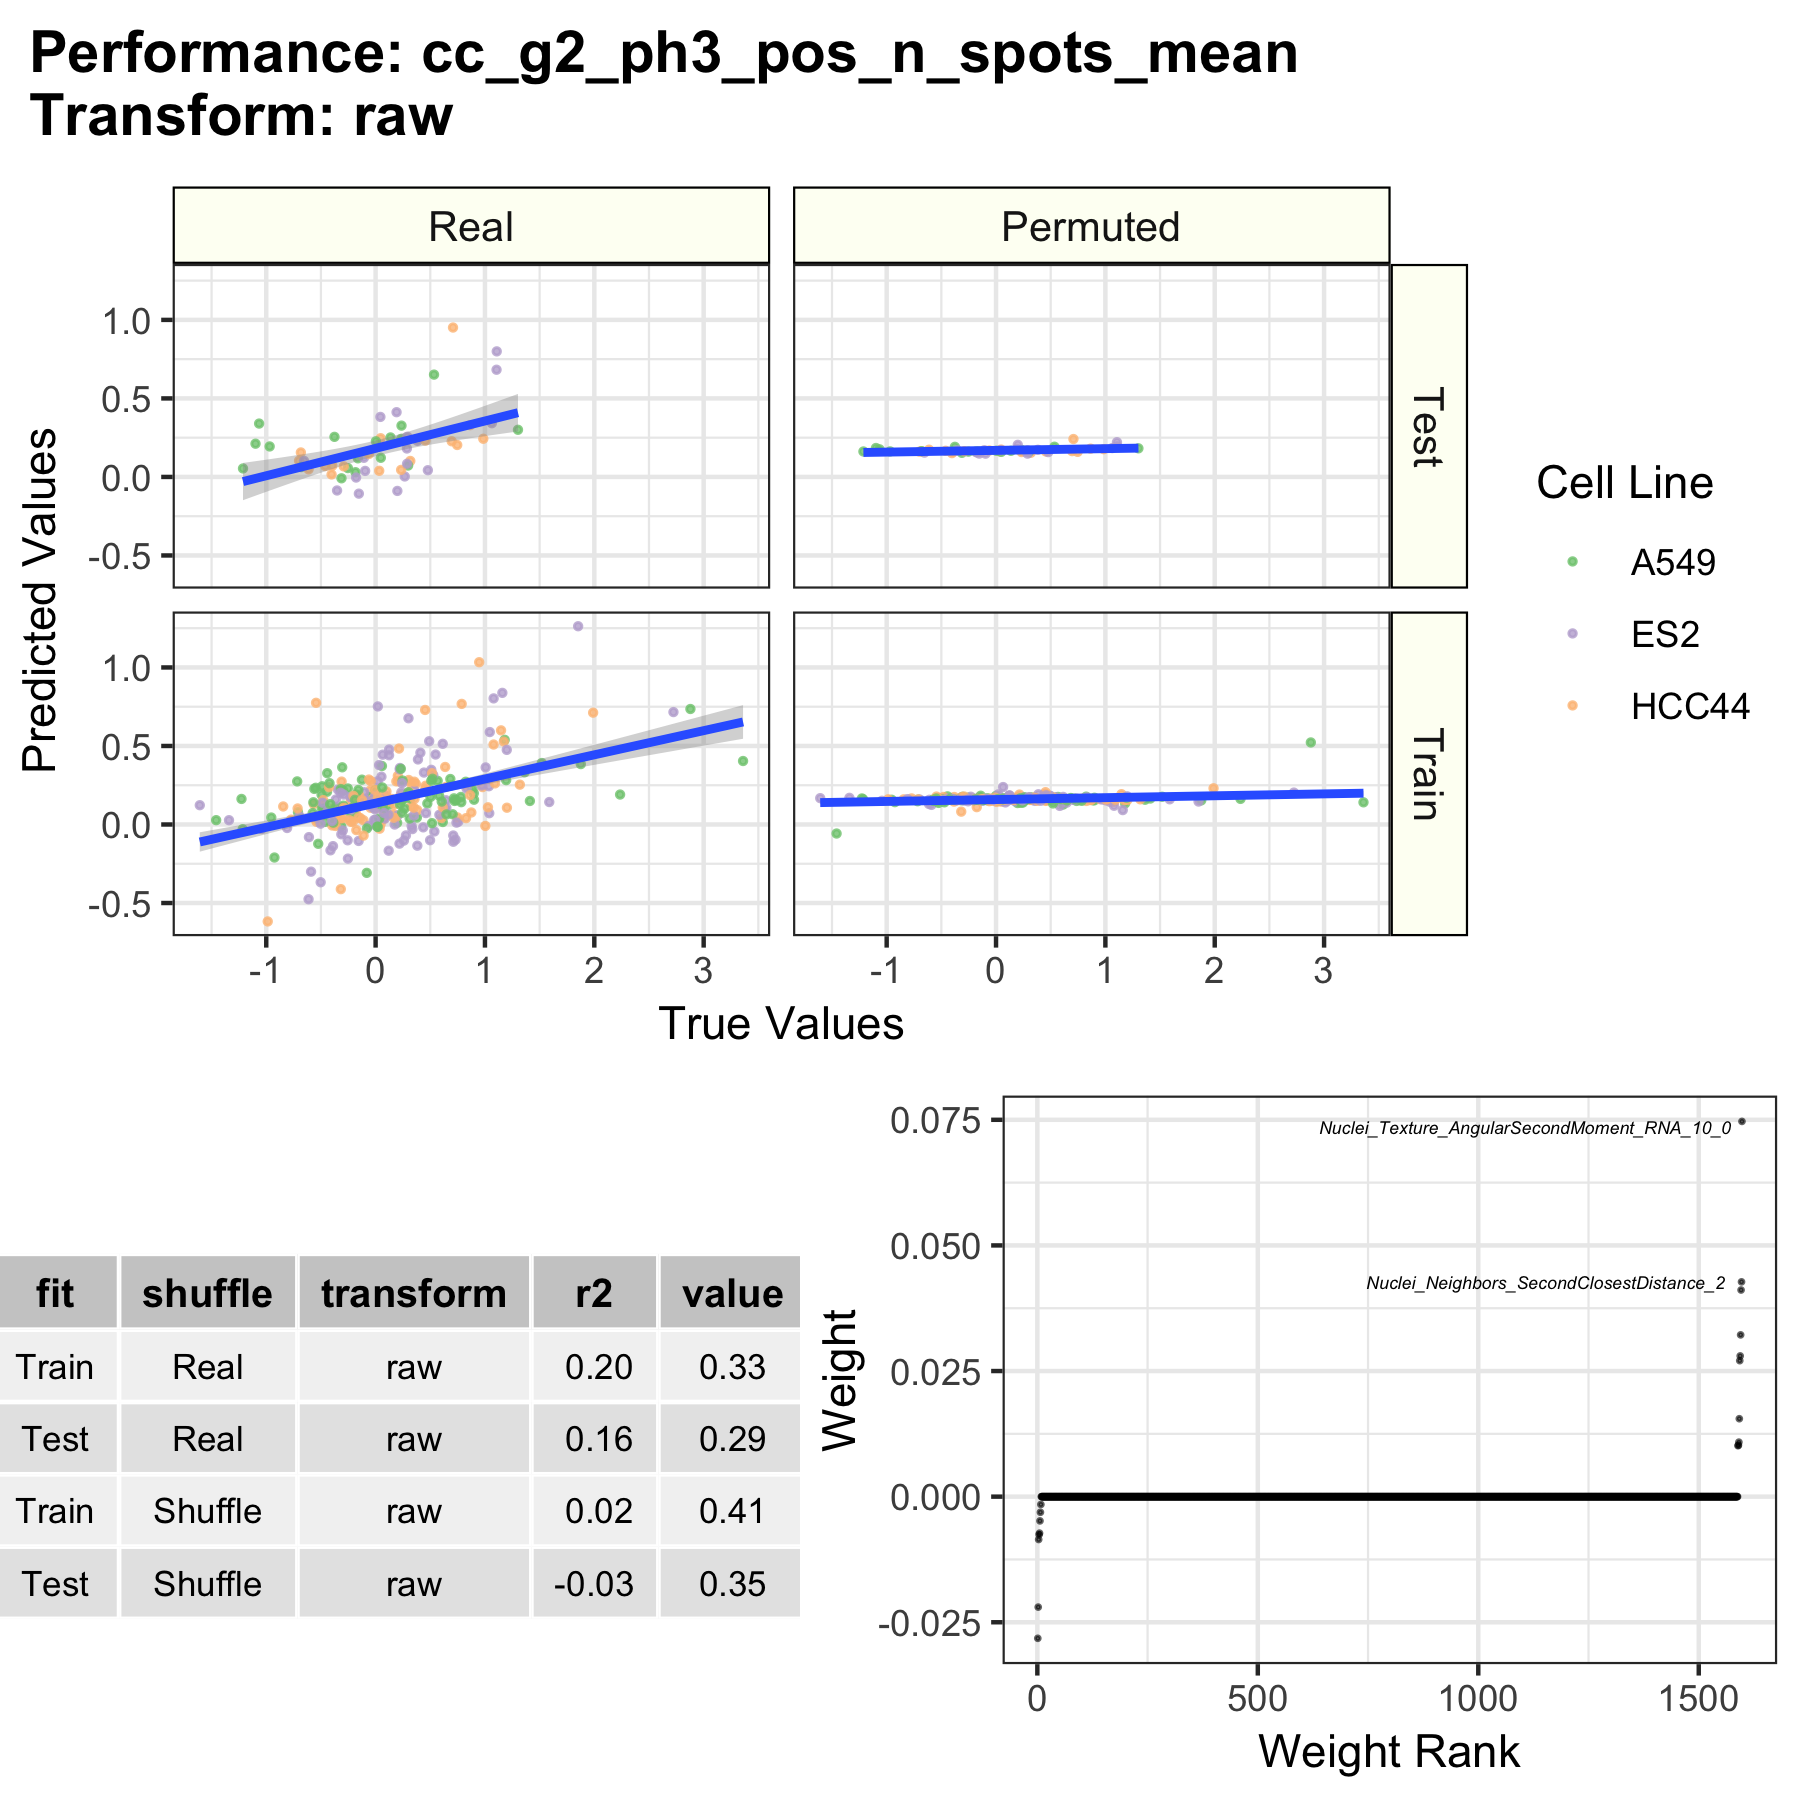 Performance: cc_g2_ph3_pos_n_spots_mean
Transform: raw
Real
Permuted
1.0
0.5
0.0
-0.5
Test
1.0
0.5
0.0
-0.5
Train
Predicted Values
-1 0 1 2 3
-1 0 1 2 3
True Values
Cell Line
A549
ES2
HCC44
fit shuffle transform r2 value
Train Real raw 0.20 0.33
Test Real raw 0.16 0.29
Train Shuffle raw 0.02 0.41
Test Shuffle raw -0.03 0.35
Weight
0.075
0.050
0.025
0.000
-0.025
Nuclei_Texture_AngularSecondMoment_RNA_10_0
Nuclei_Neighbors_SecondClosestDistance_2
0 500 1000 1500
Weight Rank